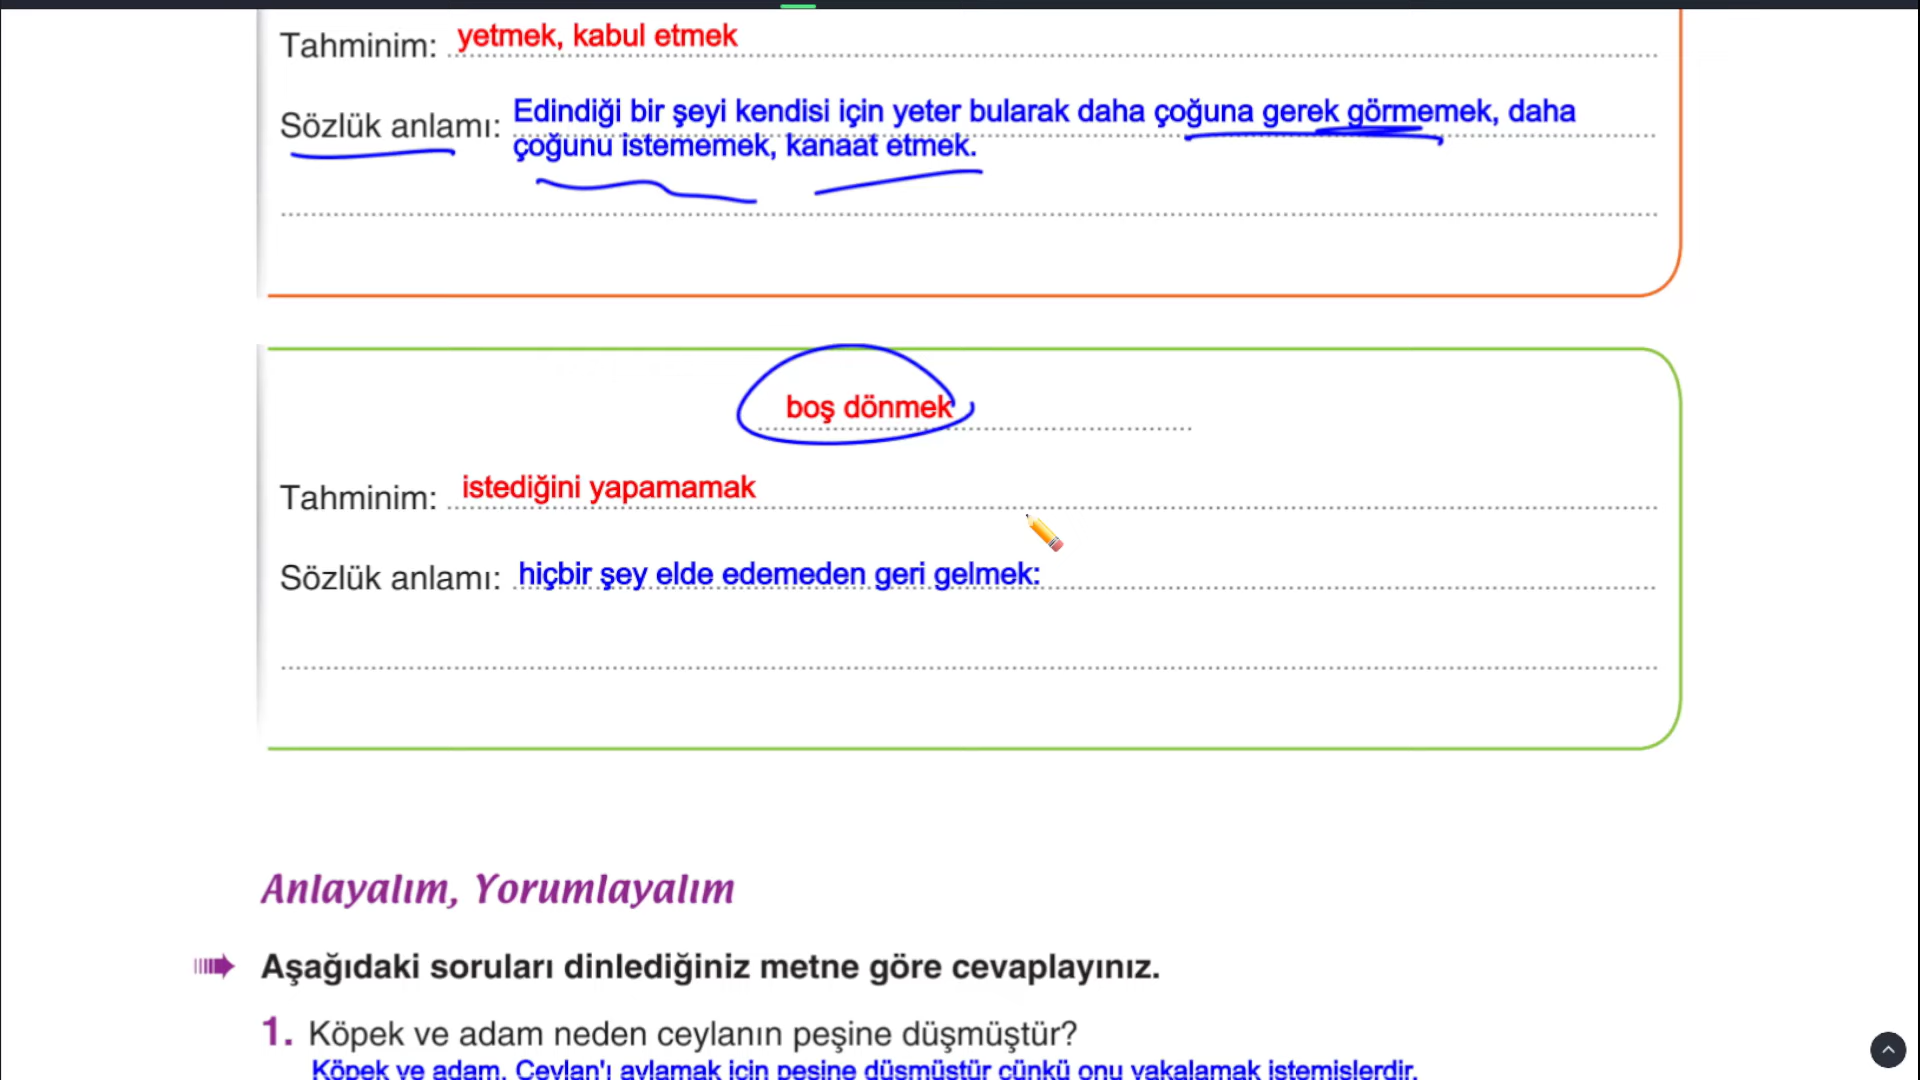 Tahminim: yetmek, kabul etmek
Sözlük anlamı: Edindiği bir şeyi kendisi için yeter bularak daha çoğuna gerek görmemek, daha
çoğunu istememek, kanaat etmek.
boş dönmek
Tahminim: istediğini yapamamak
Sözlük anlamı: hiçbir şey elde edemeden geri gelmek:
Anlayalım, Yorumlayalım
Aşağıdaki soruları dinlediğiniz metne göre cevaplayınız.
1. Köpek ve adam neden ceylanın peşine düşmüştür?
Köpek ve adam, Ceylan'ı avlamak için peşine düşmüştür çünkü onu yakalamak istemişlerdir.